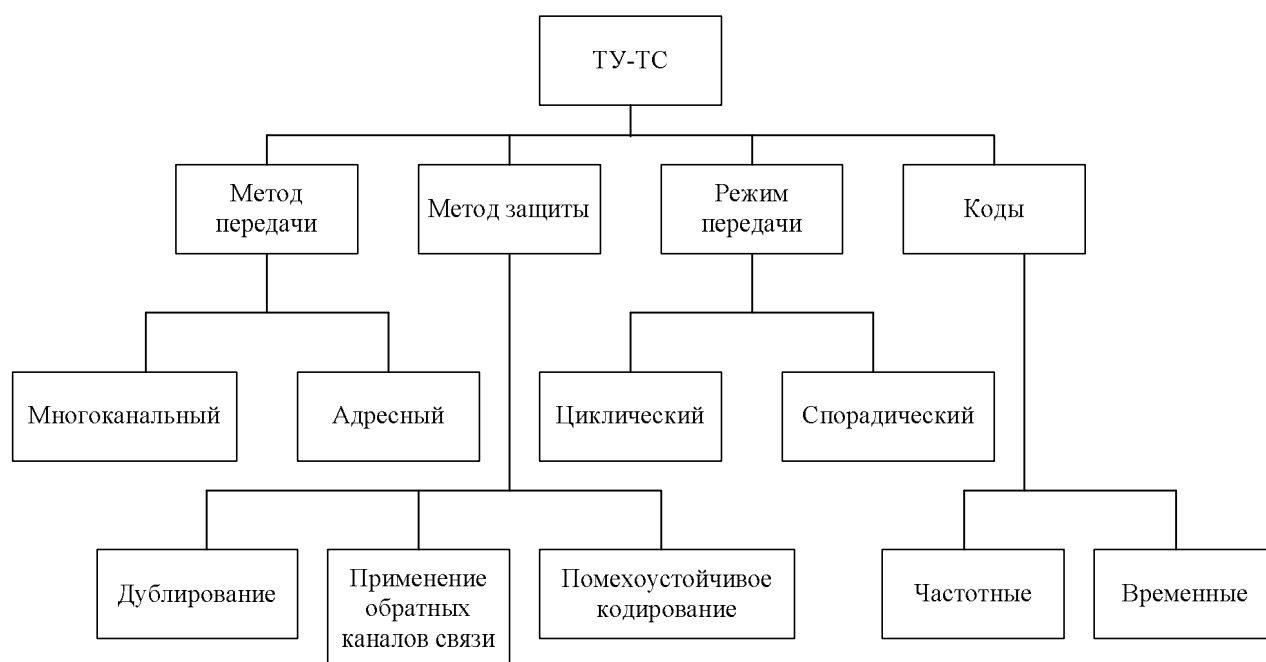 ТУ-ТС
Метод
передачи
Метод защиты
Режим
передачи
Коды
Многоканальный
Адресный
Циклический
Спорадический
Дублирование
Применение
обратных
каналов связи
Помехоустойчивое
кодирование
Частотные
Временные